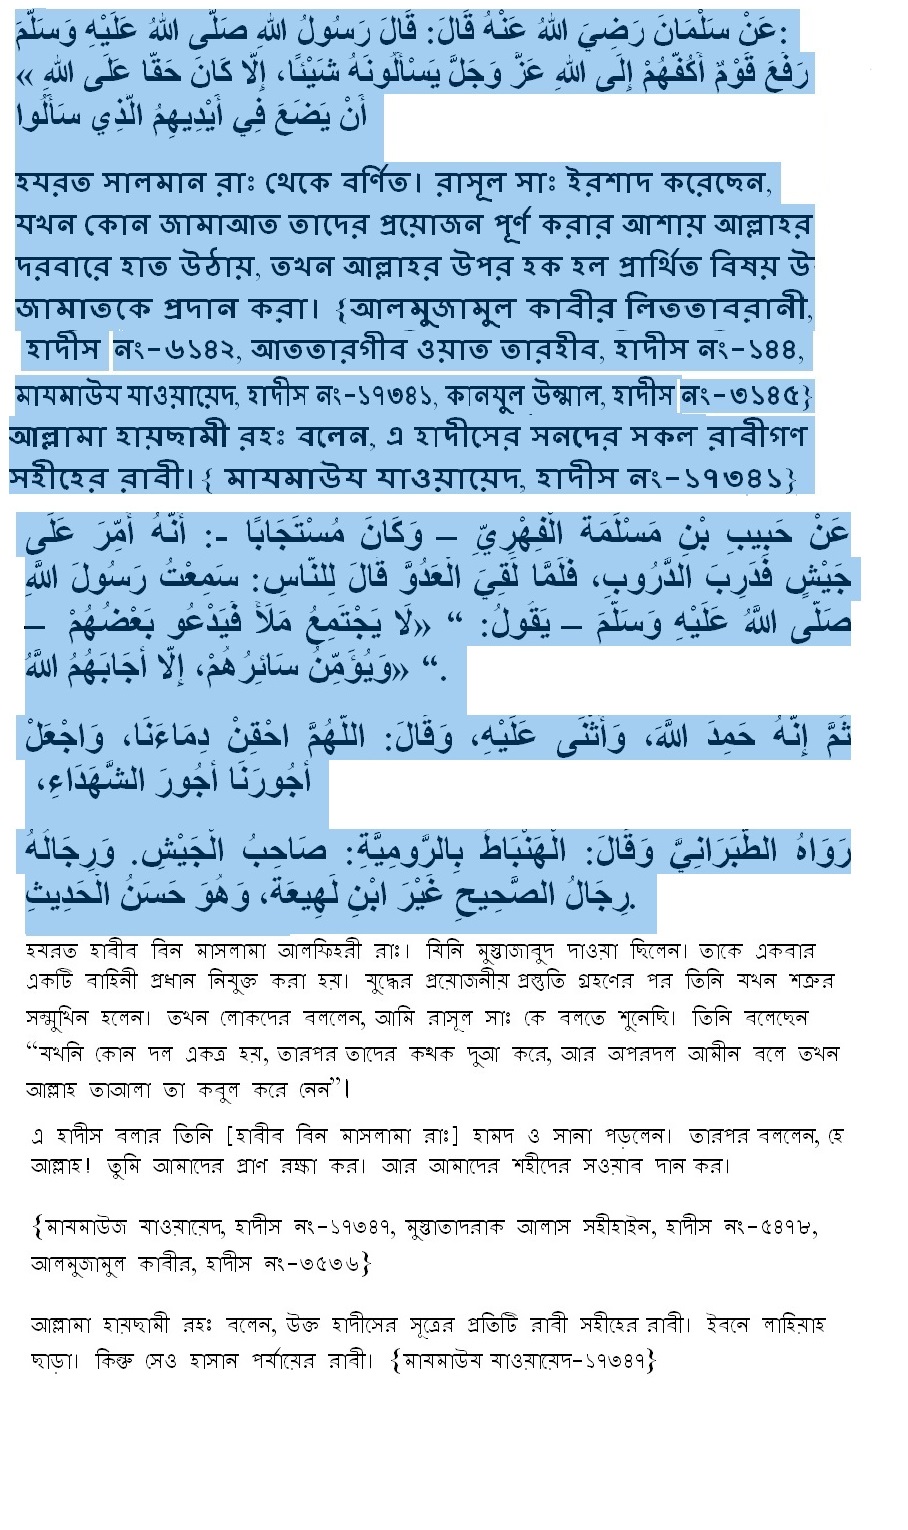 عَنْ سَلْمَانَ رَضِيَ اللهُ عَنْهُ قَالَ: قَالَ رَسُولُ اللهِ صَلَّى اللهُ عَلَيْهِ وَسَلَّمَ:
رَفَعَ قَوْمٌ أَكُفَّهُمْ إِلَى اللهِ عَزَّ وَجَلَّ يَسْأَلُونَهُ شَيْئًا، إِلَّا كَانَ حَقًّا عَلَى اللهِ »
أَنْ يَضَعَ فِي أَيْدِيهِمُ الَّذِي سَأَلُوا
হযরত সালমান রাঃ থেকে বর্ণিত। রাসূল সাঃ ইরশাদ করেছেন,
যখন কোন জামাআত তাদের প্রয়োজন পূর্ণ করার আশায় আল্লাহর
দরবারে হাত উঠায়, তখন আল্লাহর উপর হক হল প্রার্থিত বিষয় উ
জামাতকে প্রদান করা। {আলমুজামুল কাবীর লিততাবরানী,
হাদীস নং-৬১৪২, আততারগীব ওয়াত তারহীব, হাদীস নং-১৪৪,
মাযমাউয যাওয়ায়েদ, হাদীস নং-১৭৩৪১, কানযুল উম্মাল, হাদীস নং-৩১৪৫}
আল্লামা হায়ছামী রহঃ বলেন, এ হাদীসের সনদের সকল রাবীগণ
সহীহের রাবী। { মাযমাউয যাওয়ায়েদ, হাদীস নং-১৭৩৪১}
عَنْ حَبِيبِ بْنِ مَسْلَمَةَ الْفِهْرِيِّ – وَكَانَ مُسْتَجَابًا -: أَنَّهُ أُمِّرَ عَلَى
جَيْشٍ فَدَرِبَ الدُّرُوبِ، فَلَمَّا لَقِيَ الْعَدُوَّ قَالَ لِلنَّاسِ: سَمِعْتُ رَسُولَ اللَّهِ
صَلَّى اللَّهُ عَلَيْهِ وَسَلَّمَ – يَقُولُ: “ «لَا يَجْتَمِعُ مَلَأٌ فَيَدْعُو بَعْضُهُمْ –
وَيُؤَمِّنُ سَائِرُهُمْ، إِلَّا أَجَابَهُمُ اللَّهُ» “.
ثُمَّ إِنَّهُ حَمِدَ اللَّهَ، وَأَثْنَى عَلَيْهِ، وَقَالَ: اللَّهُمَّ احْقِنْ دِمَاءَنَا، وَاجْعَلْ
أُجُورَنَا أُجُورَ الشُّهَدَاءِ،
رَوَاهُ الطَّبَرَانِيُّ وَقَالَ: الْهَنْبَاطُ بِالرُّومِيَّةِ: صَاحِبُ الْجَيْشِ. وَرِجَالُهُ
رِجَالُ الصَّحِيحِ غَيْرَ ابْنِ لَهِيعَةَ، وَهُوَ حَسَنُ الْحَدِيثِ.
হযরত হাবীব বিন মাসলামা আলফিহরী রাঃ। যিনি মুস্তাজাবুদ দাওয়া ছিলেন। তাকে একবার
একটি বাহিনী প্রধান নিযুক্ত করা হয়। যুদ্ধের প্রয়োজনীয় প্রস্তুতি গ্রহণের পর তিনি যখন শত্রুর
সম্মুখিন হলেন। তখন লোকদের বললেন, আমি রাসূল সাঃ কে বলতে শুনেছি। তিনি বলেছেন
“যখনি কোন দল একত্র হয়, তারপর তাদের কথক দুআ করে, আর অপরদল আমীন বলে তখন
আল্লাহ তাআলা তা কবুল করে নেন”।
এ হাদীস বলার তিনি [হাবীব বিন মাসলামা রাঃ] হামদ ও সানা পড়লেন। তারপর বললেন, হে
আল্লাহ! তুমি আমাদের প্রাণ রক্ষা কর। আর আমাদের শহীদের সওয়াব দান কর।
{মাযমাউজ যাওয়ায়েদ, হাদীস নং-১৭৩৪৭, মুস্তাতাদরাক আলাস সহীহাইন, হাদীস নং-৫৪৭৮,
আলমুজামুল কাবীর, হাদীস নং-৩৫৩৬}
আল্লামা হায়ছামী রহঃ বলেন, উক্ত হাদীসের সূত্রের প্রতিটি রাবী সহীহের রাবী। ইবনে লাহিয়াহ
ছাড়া। কিন্তু সেও হাসান পর্যায়ের রাবী। {মাযমাউয যাওয়ায়েদ-১৭৩৪৭}